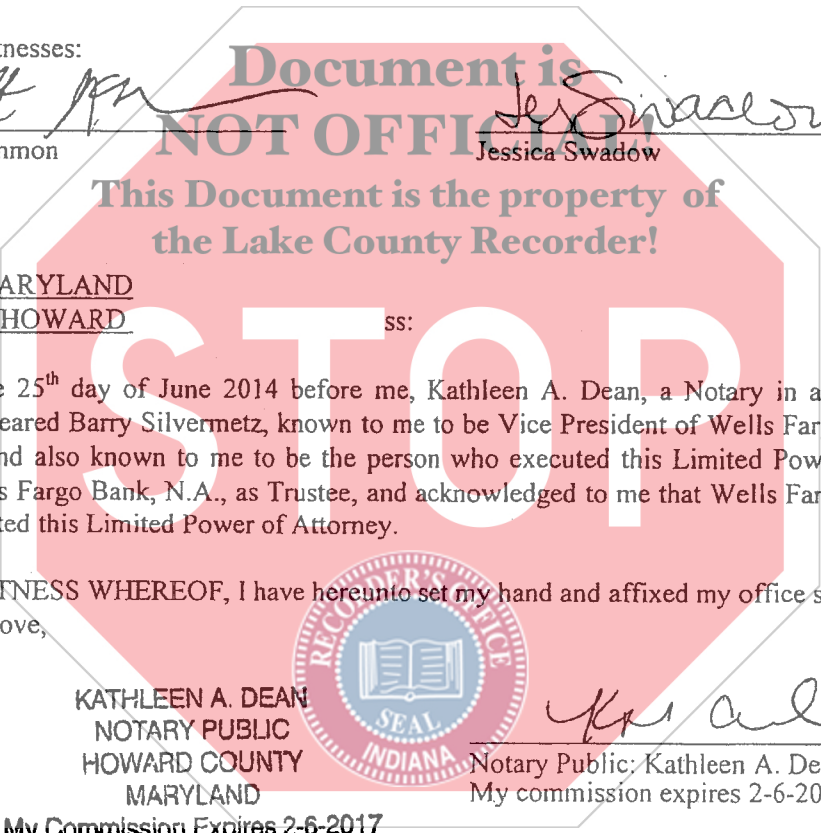 tnesses:
Document is
NOT OFFICIAL!
Jes Swadow
mmon
Jessica Swadow
This Document is the property of
the Lake County Recorder!
ARYLAND
HOWARD ss:
STOP
e 25th day of June 2014 before me, Kathleen A. Dean, a Notary in a
eared Barry Silvermetz, known to me to be Vice President of Wells Far
nd also known to me to be the person who executed this Limited Pow
s Fargo Bank, N.A., as Trustee, and acknowledged to me that Wells Far
ted this Limited Power of Attorney.
TNESS WHEREOF, I have hereunto set my hand and affixed my office s
ove,
RECORDER'S OFFICE
SEAL
INDIANA
KATHLEEN A. DEAN
NOTARY PUBLIC
HOWARD COUNTY
MARYLAND
My Commission Expires 2-6-2017
Notary Public: Kathleen A. De
My commission expires 2-6-20